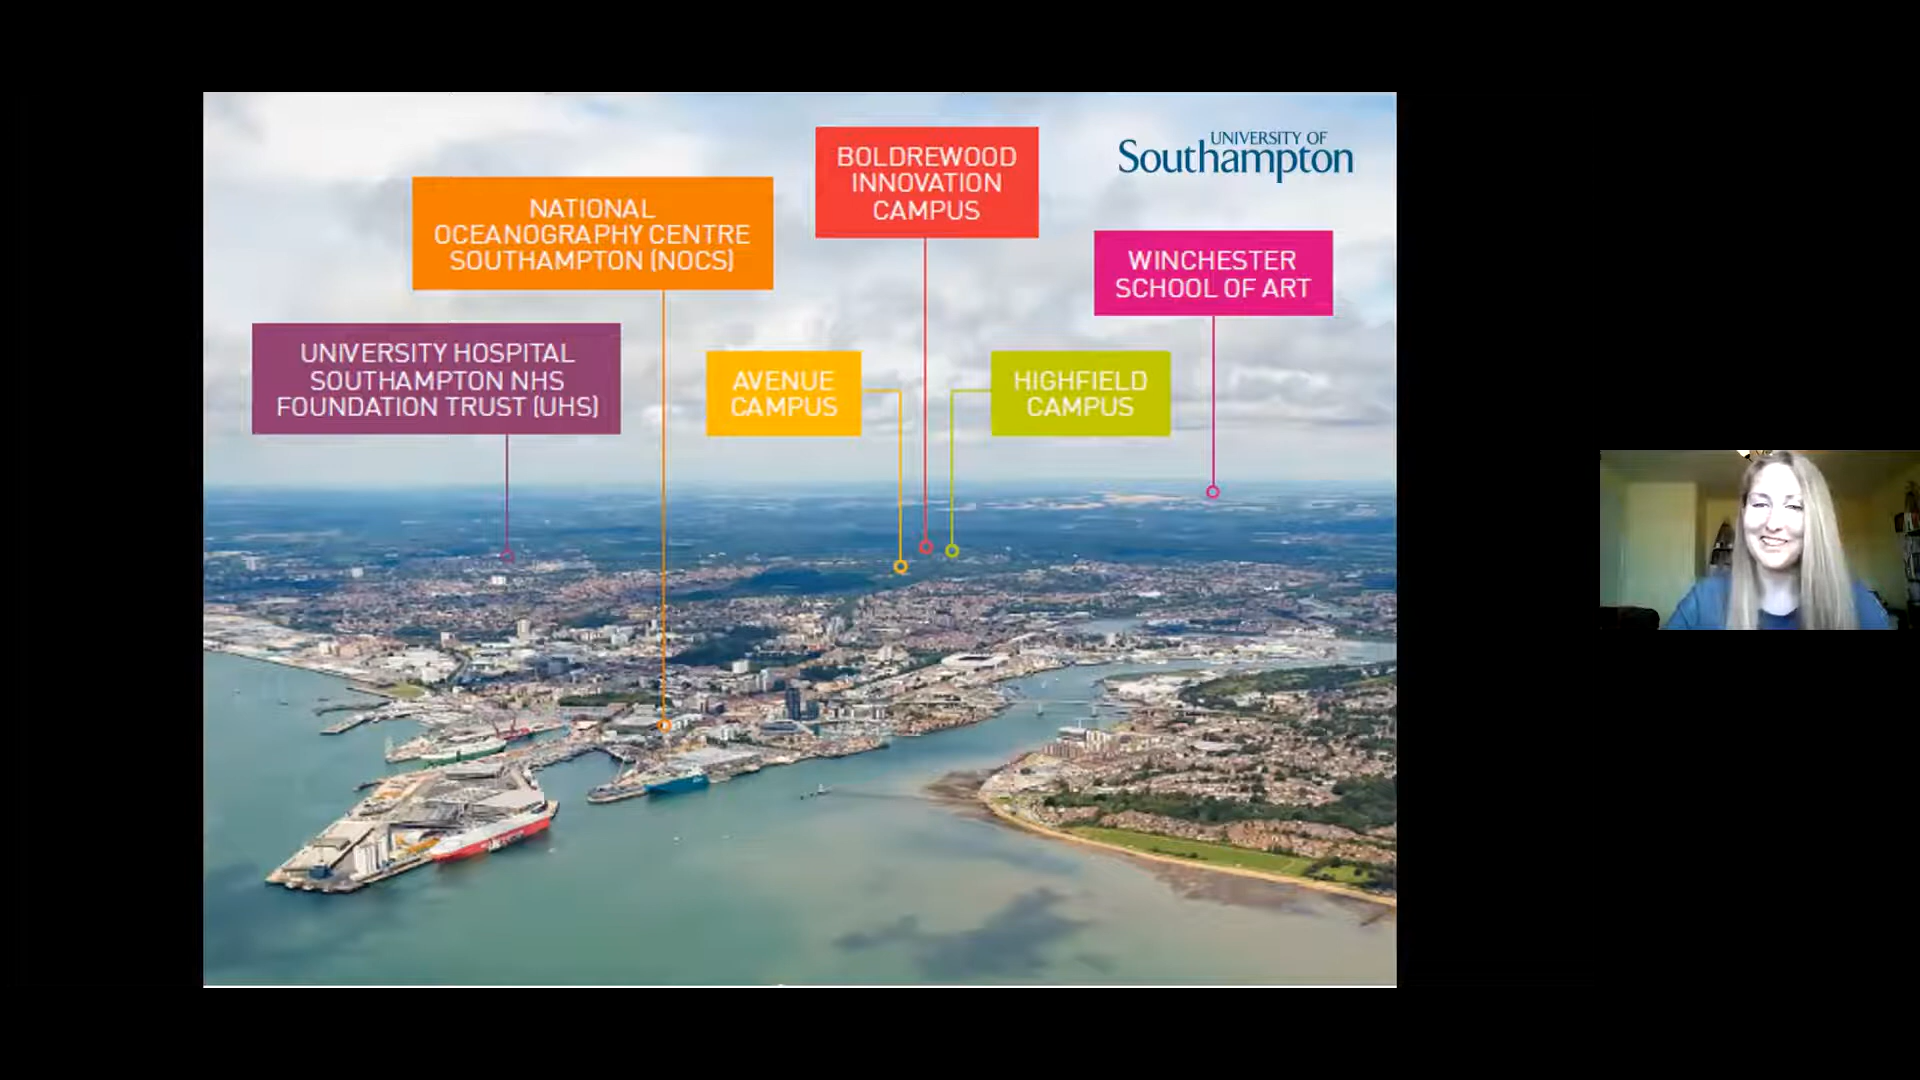 UNIVERSITY OF
Southampton
BOLDREWOOD
INNOVATION
CAMPUS
NATIONAL
OCEANOGRAPHY CENTRE
SOUTHAMPTON (NOCS)
WINCHESTER
SCHOOL OF ART
UNIVERSITY HOSPITAL
SOUTHAMPTON NHS
FOUNDATION TRUST (UHS)
AVENUE
CAMPUS
HIGHFIELD
CAMPUS